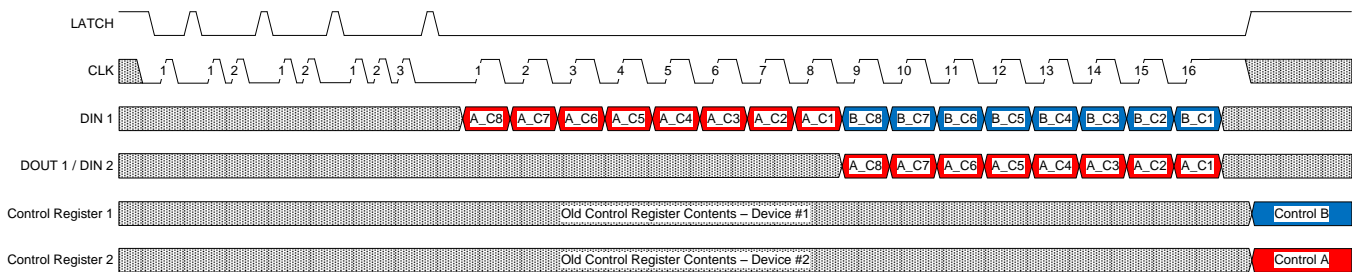 LATCH
CLK 1 1 2 1 2 1 2 3 1 2 3 4 5 6 7 8 9 10 11 12 13 14 15 16
DIN 1 A_C8 A_C7 A_C6 A_C5 A_C4 A_C3 A_C2 A_C1 B_C8 B_C7 B_C6 B_C5 B_C4 B_C3 B_C2 B_C1
DOUT 1 / DIN 2 A_C8 A_C7 A_C6 A_C5 A_C4 A_C3 A_C2 A_C1
Control Register 1 Old Control Register Contents – Device #1 Control B
Control Register 2 Old Control Register Contents – Device #2 Control A